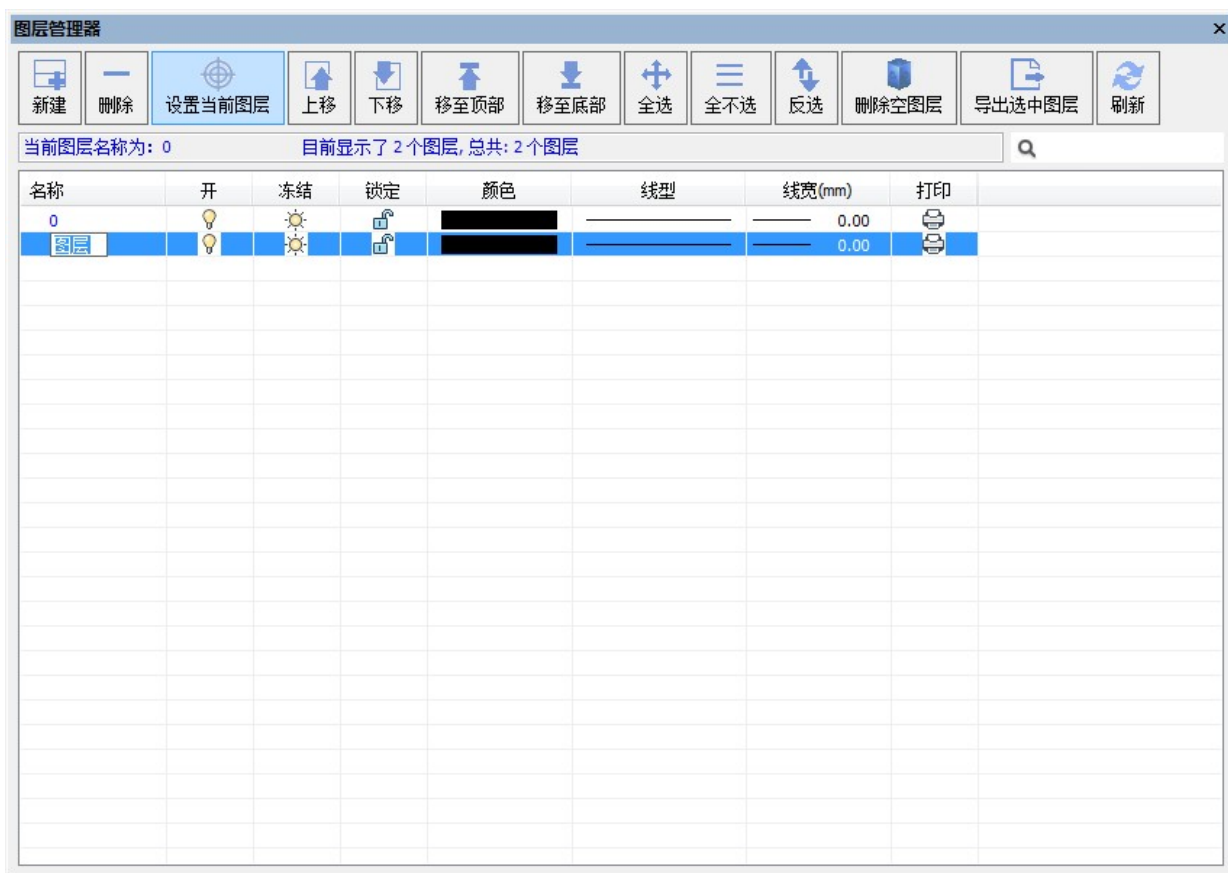 图层管理器
新建 删除 设置当前图层 上移 下移 移至顶部 移至底部 全选 全不选 反选 删除空图层 导出选中图层 刷新
当前图层名称为: 0 目前显示了 2 个图层, 总共: 2 个图层
名称 开 冻结 锁定 颜色 线型 线宽(mm) 打印
0 0.00
图层 0.00